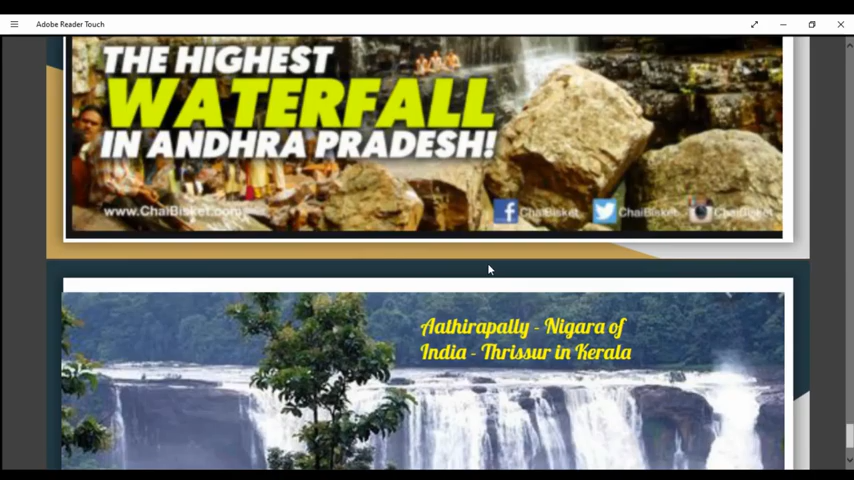 Adobe Reader Touch
THE HIGHEST
WATERFALL
IN ANDHRA PRADESH!
www.ChaiBisket.com
ChaiBisket
ChaiBisket
ChaiBisket
Aathirapally - Nigara of
India - Thrissur in Kerala